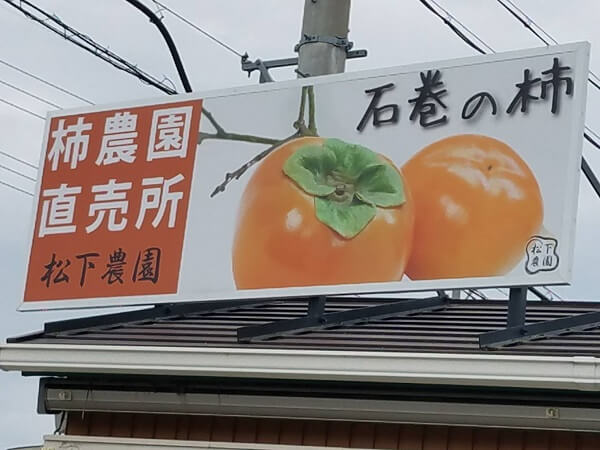 柿農園
直売所
松下農園
石巻の柿
松下
農園